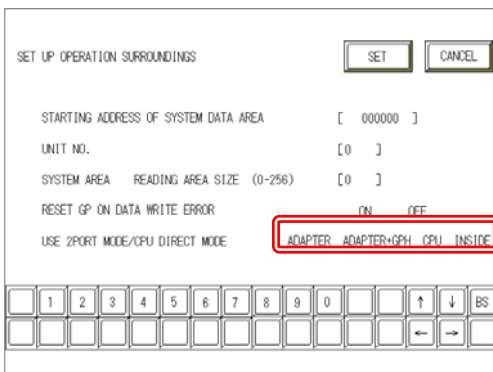 SET UP OPERATION SURROUNDINGS SET CANCEL
STARTING ADDRESS OF SYSTEM DATA AREA [ 000000 ]
UNIT NO. [0 ]
SYSTEM AREA READING AREA SIZE (0-256) [0 ]
RESET GP ON DATA WRITE ERROR ON OFF
USE 2PORT MODE/CPU DIRECT MODE ADAPTER ADAPTER+GPH CPU INSIDE
1 2 3 4 5 6 7 8 9 0 ↑ ↓ BS
← →